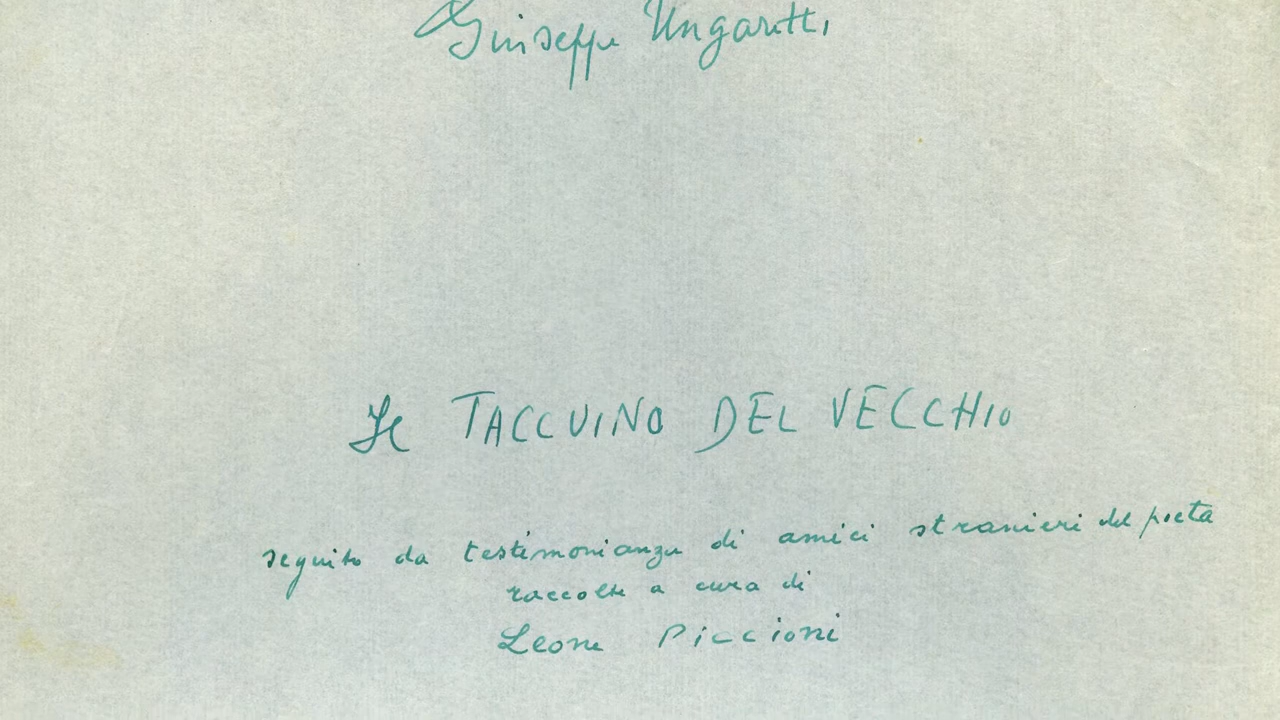 Giuseppe Ungaretti
Il TACCUINO DEL VECCHIO
seguito da testimonianze di amici stranieri del poeta
raccolte a cura di
Leone Piccioni